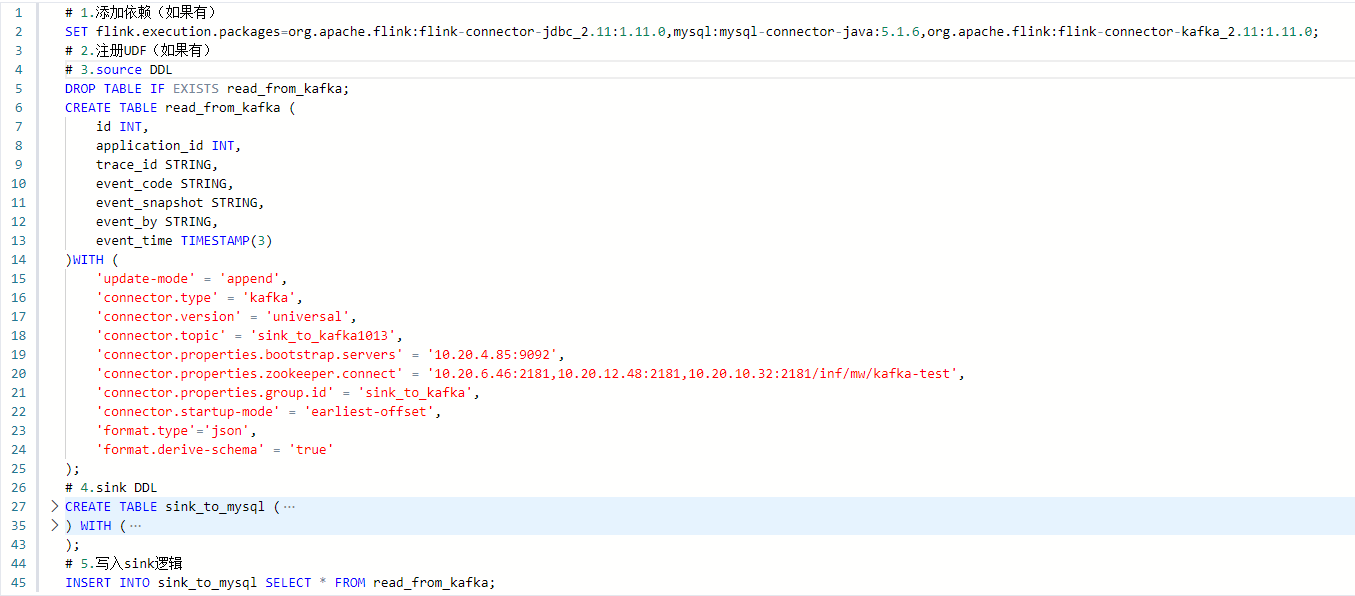 1 # 1.添加依赖（如果有）
2 SET flink.execution.packages=org.apache.flink:flink-connector-jdbc_2.11:1.11.0,mysql:mysql-connector-java:5.1.6,org.apache.flink:flink-connector-kafka_2.11:1.11.0;
3 # 2.注册UDF（如果有）
4 # 3.source DDL
5 DROP TABLE IF EXISTS read_from_kafka;
6 CREATE TABLE read_from_kafka (
7     id INT,
8     application_id INT,
9     trace_id STRING,
10     event_code STRING,
11     event_snapshot STRING,
12     event_by STRING,
13     event_time TIMESTAMP(3)
14 )WITH (
15     'update-mode' = 'append',
16     'connector.type' = 'kafka',
17     'connector.version' = 'universal',
18     'connector.topic' = 'sink_to_kafka1013',
19     'connector.properties.bootstrap.servers' = '10.20.4.85:9092',
20     'connector.properties.zookeeper.connect' = '10.20.6.46:2181,10.20.12.48:2181,10.20.10.32:2181/inf/mw/kafka-test',
21     'connector.properties.group.id' = 'sink_to_kafka',
22     'connector.startup-mode' = 'earliest-offset',
23     'format.type'='json',
24     'format.derive-schema' = 'true'
25 );
26 # 4.sink DDL
27 CREATE TABLE sink_to_mysql (···
35 ) WITH (···
43 );
44 # 5.写入sink逻辑
45 INSERT INTO sink_to_mysql SELECT * FROM read_from_kafka;